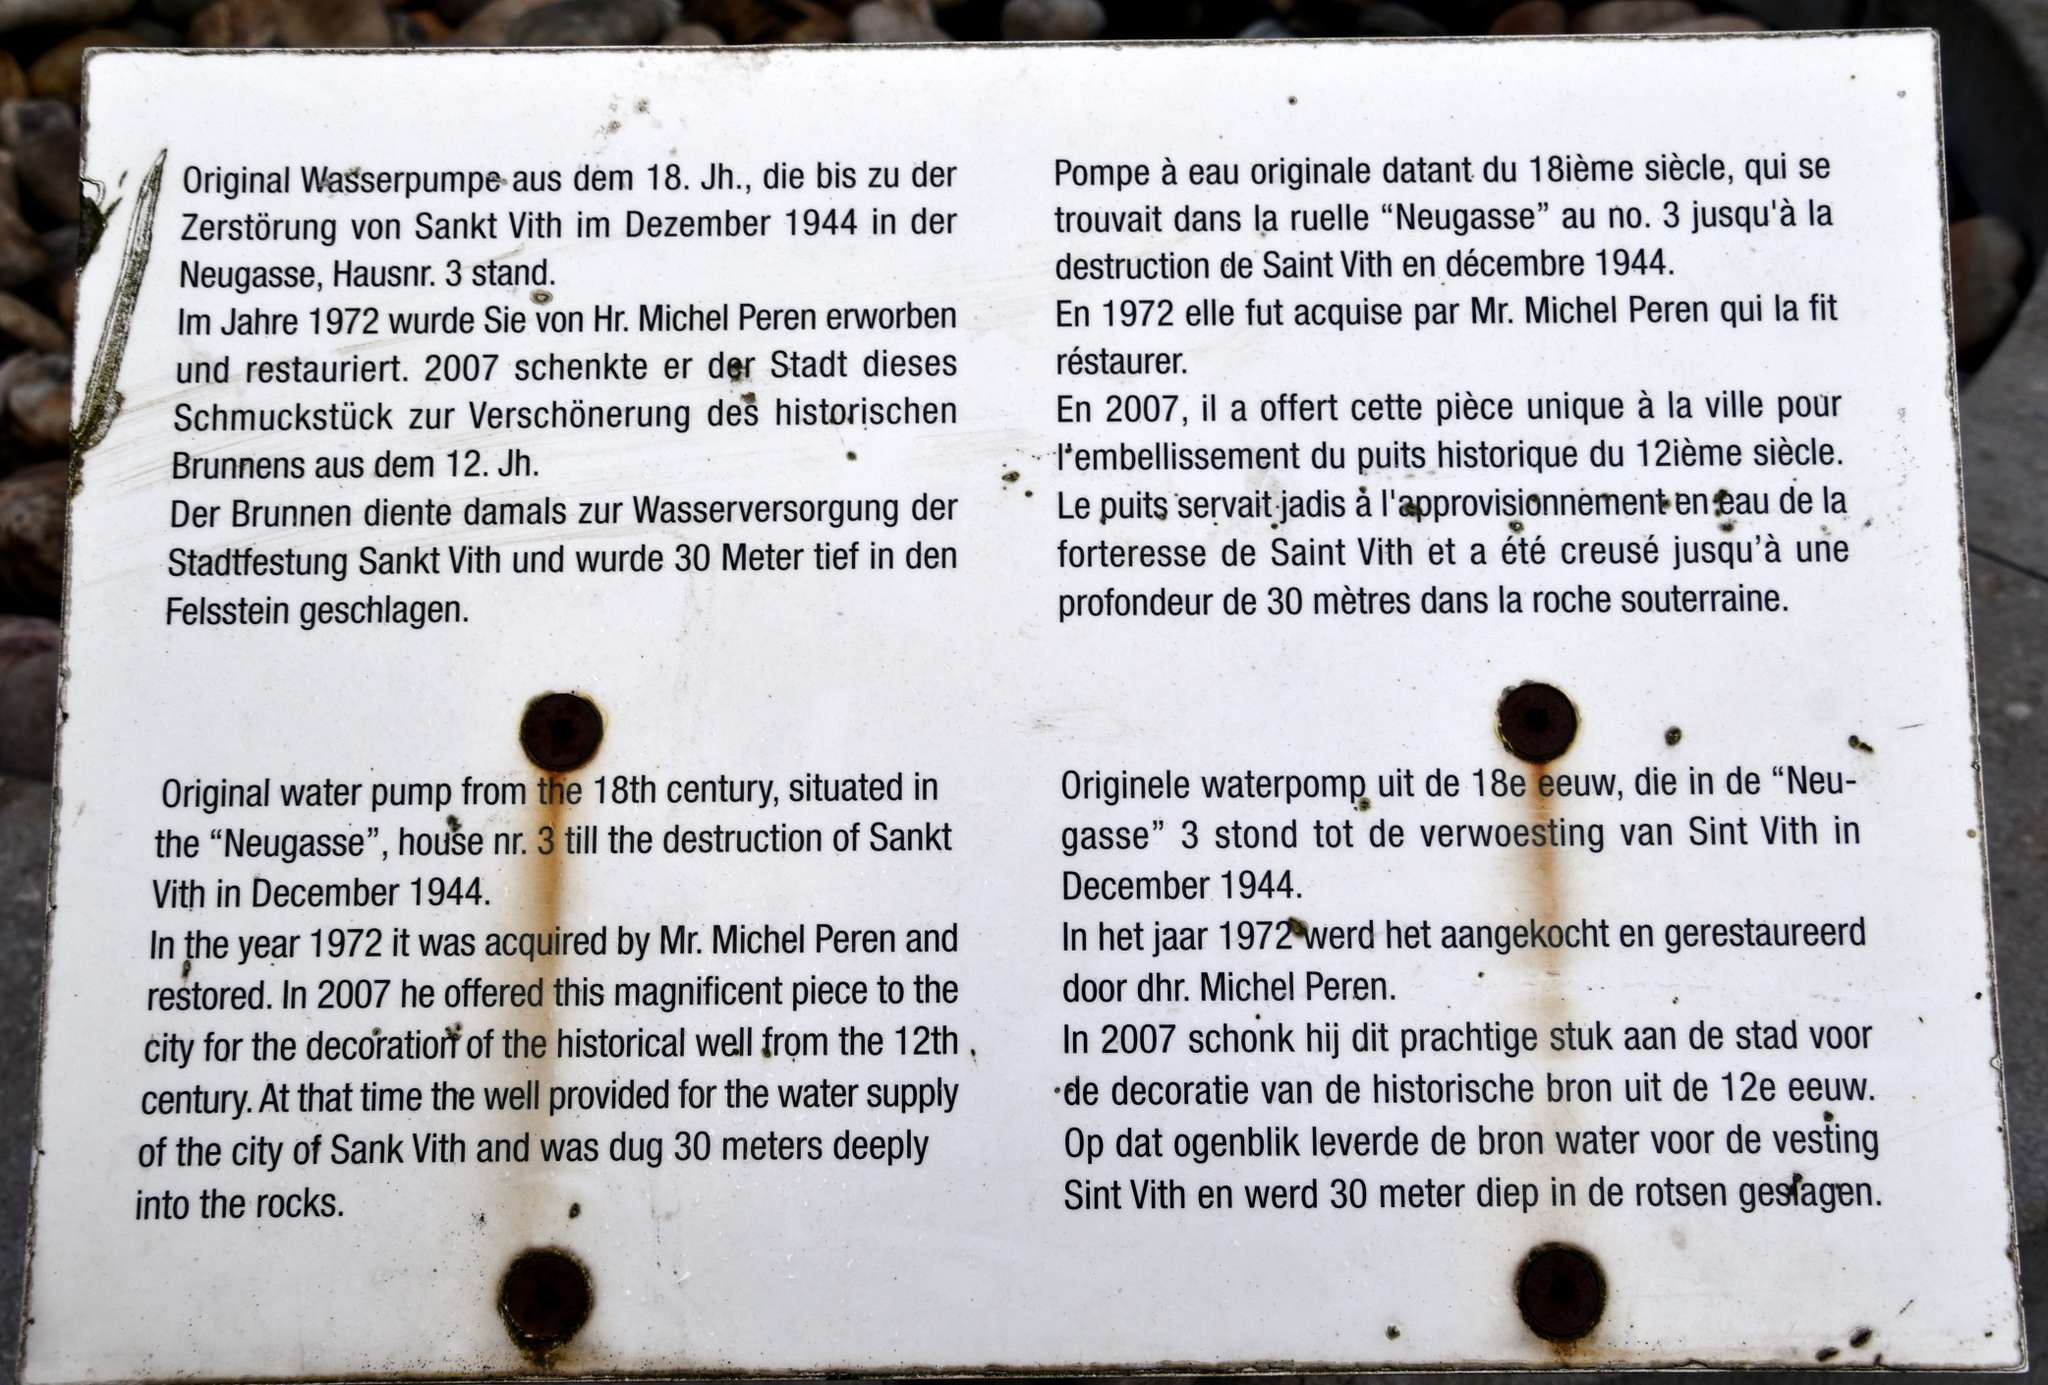 Original Wasserpumpe aus dem 18. Jh., die bis zu der
Zerstörung von Sankt Vith im Dezember 1944 in der
Neugasse, Hausnr. 3 stand.
Im Jahre 1972 wurde Sie von Hr. Michel Peren erworben
und restauriert. 2007 schenkte er der Stadt dieses
Schmuckstück zur Verschönerung des historischen
Brunnens aus dem 12. Jh.
Der Brunnen diente damals zur Wasserversorgung der
Stadtfestung Sankt Vith und wurde 30 Meter tief in den
Felsstein geschlagen.
Pompe à eau originale datant du 18ième siècle, qui se
trouvait dans la ruelle “Neugasse” au no. 3 jusqu'à la
destruction de Saint Vith en décembre 1944.
En 1972 elle fut acquise par Mr. Michel Peren qui la fit
réstaurer.
En 2007, il a offert cette pièce unique à la ville pour
l'embellissement du puits historique du 12ième siècle.
Le puits servait jadis à l'approvisionnement en eau de la
forteresse de Saint Vith et a été creusé jusqu’à une
profondeur de 30 mètres dans la roche souterraine.
Original water pump from the 18th century, situated in
the “Neugasse”, house nr. 3 till the destruction of Sankt
Vith in December 1944.
In the year 1972 it was acquired by Mr. Michel Peren and
restored. In 2007 he offered this magnificent piece to the
city for the decoration of the historical well from the 12th
century. At that time the well provided for the water supply
of the city of Sank Vith and was dug 30 meters deeply
into the rocks.
Originele waterpomp uit de 18e eeuw, die in de “Neu-
gasse” 3 stond tot de verwoesting van Sint Vith in
December 1944.
In het jaar 1972 werd het aangekocht en gerestaureerd
door dhr. Michel Peren.
In 2007 schonk hij dit prachtige stuk aan de stad voor
de decoratie van de historische bron uit de 12e eeuw.
Op dat ogenblik leverde de bron water voor de vesting
Sint Vith en werd 30 meter diep in de rotsen geslagen.